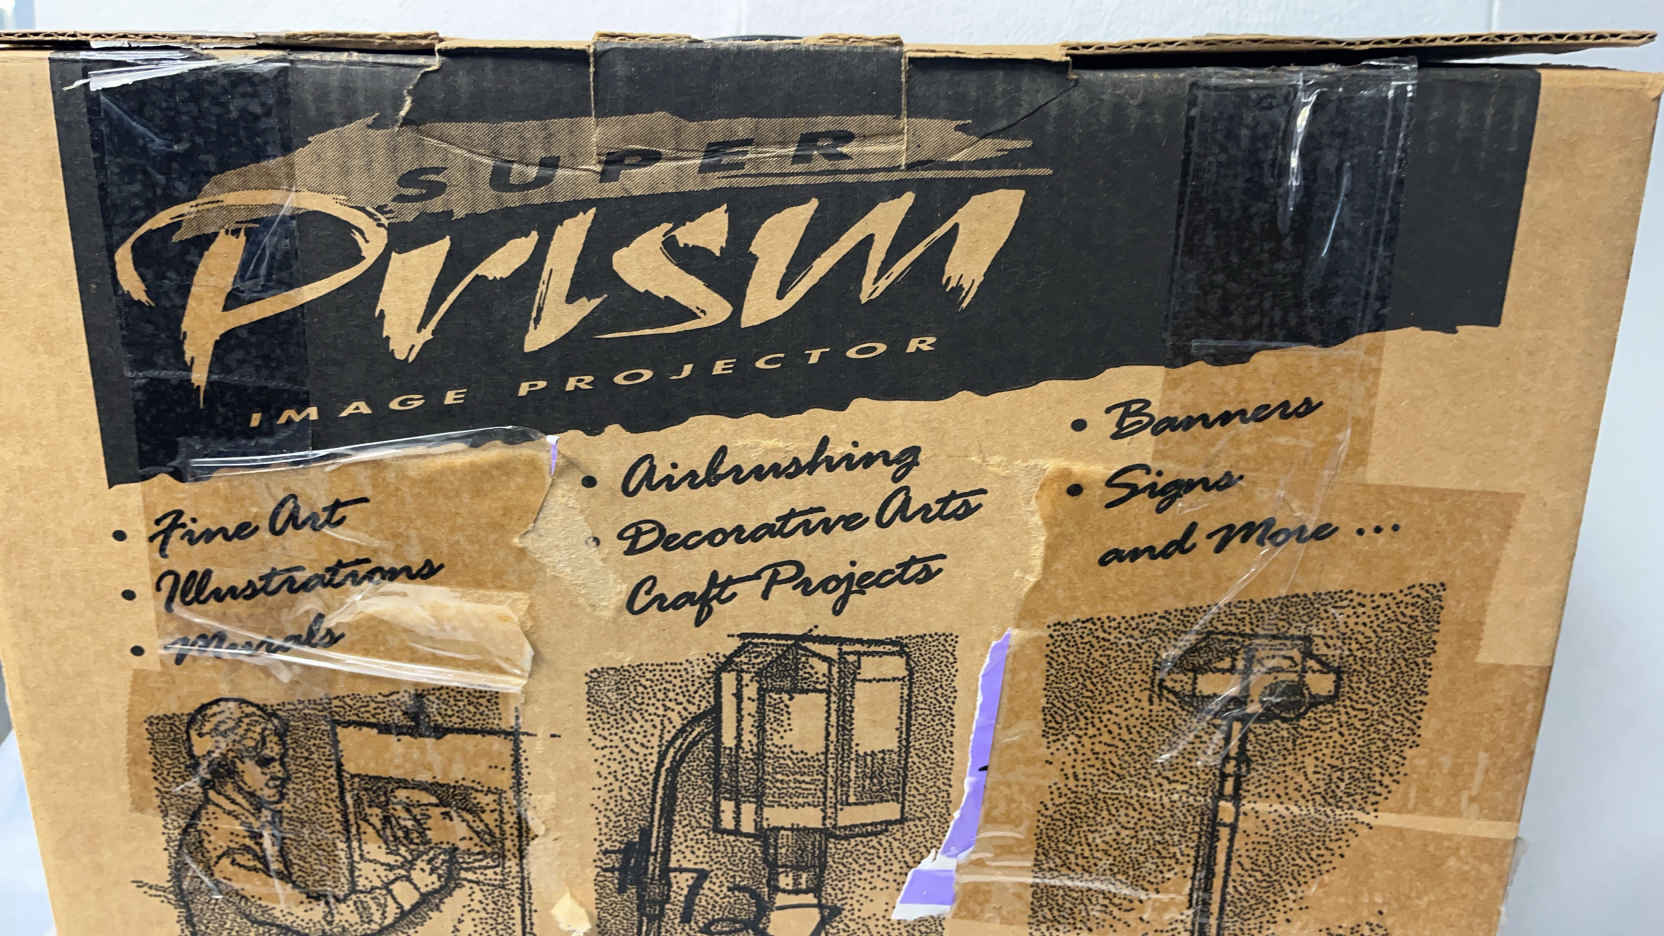 SUPER
Prism
IMAGE PROJECTOR
• Fine Art
• Illustrations
• Murals
• Airbrushing
• Decorative Arts
Craft Projects
• Banners
• Signs
and More ...